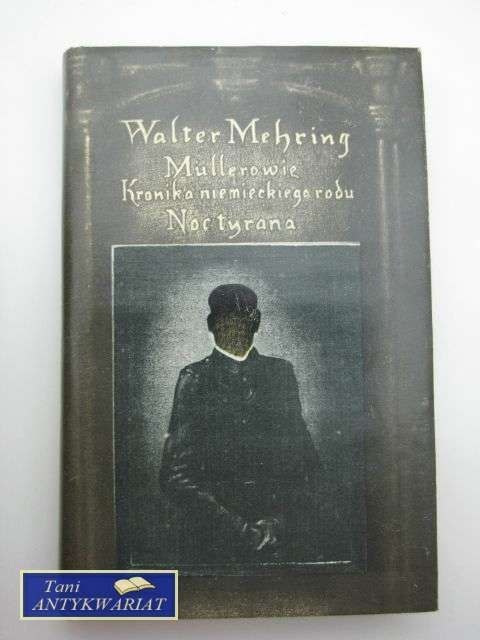 Walter Mehring
Müllerowie
Kronika niemieckiego rodu
Noc tyrana
Tani
ANTYKWARIAT